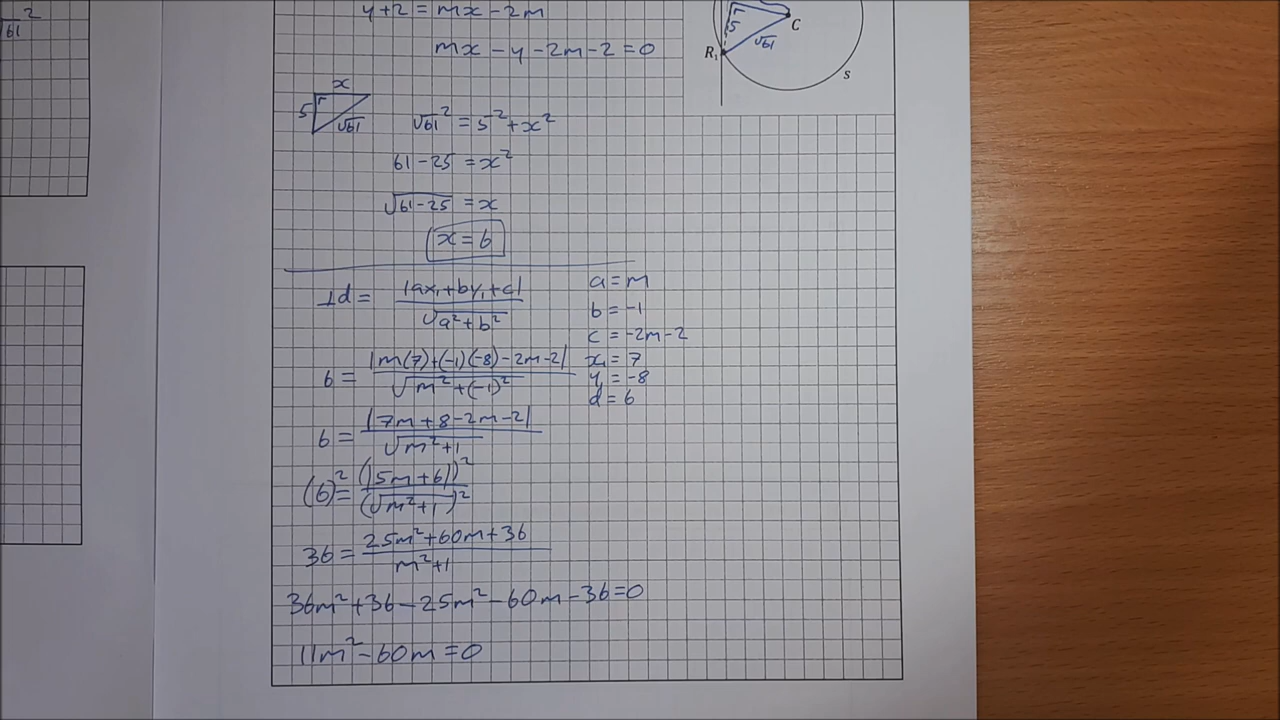 √61²
y+2 = mx-2m
mx-y-2m-2=0
5
√61
C
R₁
s
x
5
√61
√61² = 5²+x²
61-25 = x²
√61-25 = x
x=6
⊥d = |ax₁+by₁+c| / √a²+b²
a=m
b=-1
c=-2m-2
x₁=7
y₁=-8
d=6
6 = |m(7)+(-1)(-8)-2m-2| / √m²+(-1)²
6 = |7m+8-2m-2| / √m²+1
(6)² = (|5m+6|)² / (√m²+1)²
36 = 25m²+60m+36 / m²+1
36m²+36-25m²-60m-36=0
11m²-60m=0